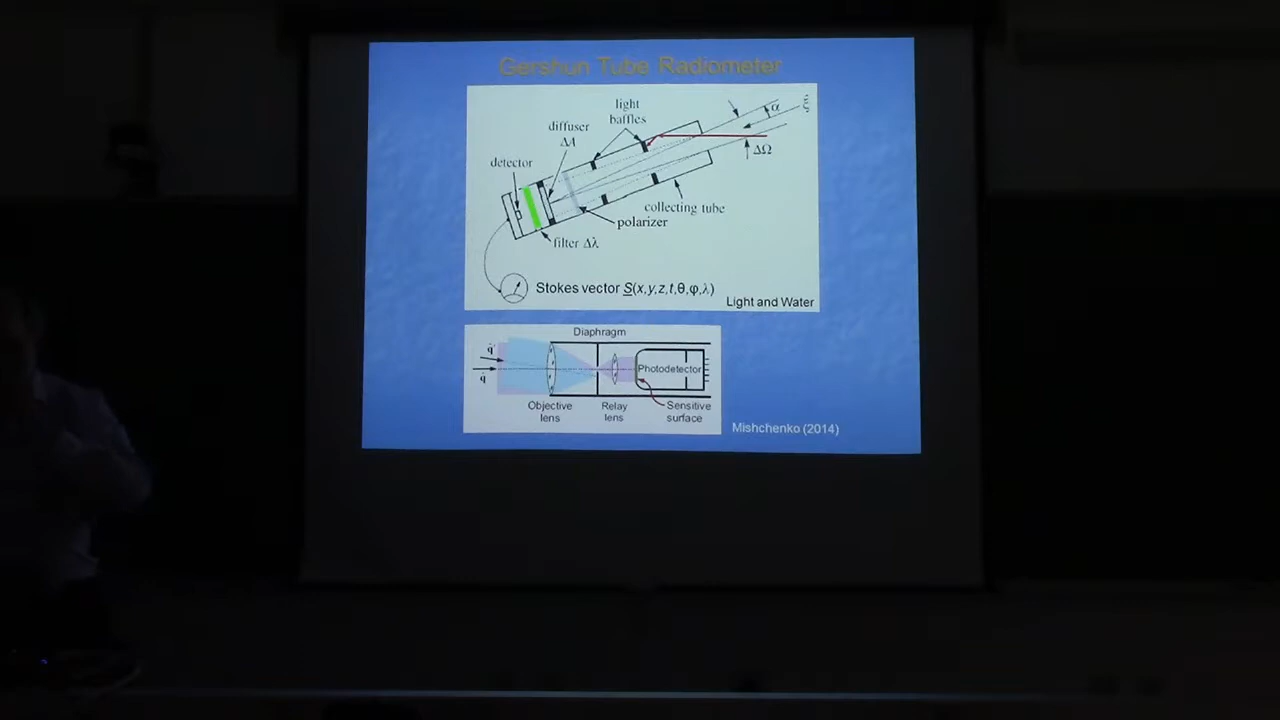 Gershun Tube Radiometer
light
baffles
diffuser
ΔA
detector
α
ξ
ΔΩ
collecting tube
polarizer
filter Δλ
Stokes vector S(x,y,z,t,θ,φ,λ)
Light and Water
Diaphragm
q̂'
q̂
Photodetector
Objective
lens
Relay
lens
Sensitive
surface
Mishchenko (2014)